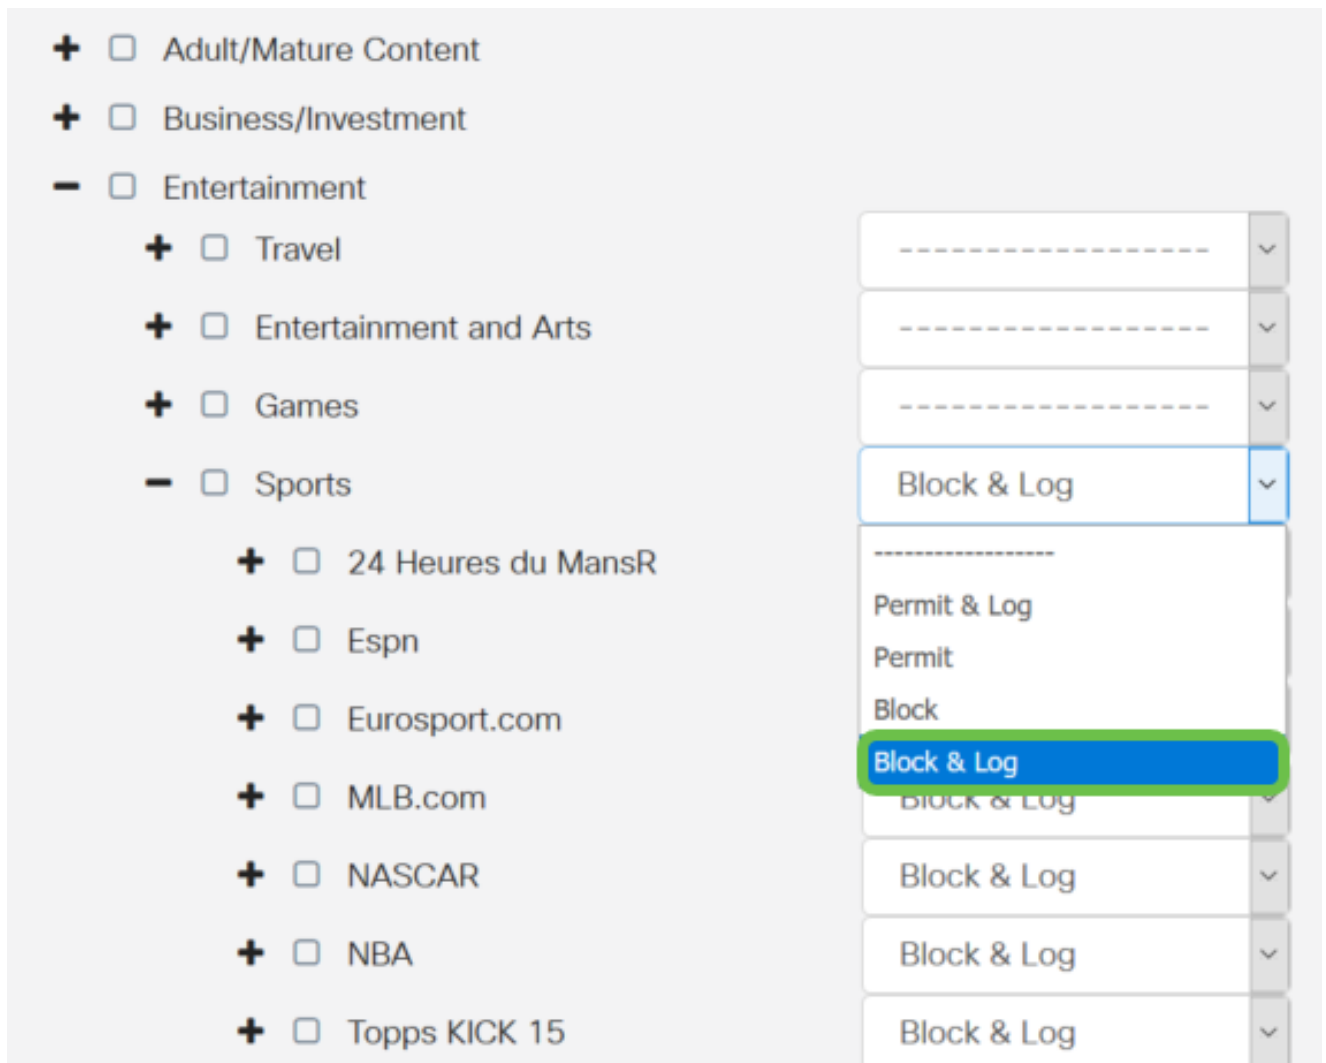 Adult/Mature Content
Business/Investment
Entertainment
Travel ------------------
Entertainment and Arts ------------------
Games ------------------
Sports Block & Log
------------------
24 Heures du MansR
Permit & Log
Espn
Permit
Block
Eurosport.com
Block & Log
MLB.com Block & Log
NASCAR Block & Log
NBA Block & Log
Topps KICK 15 Block & Log